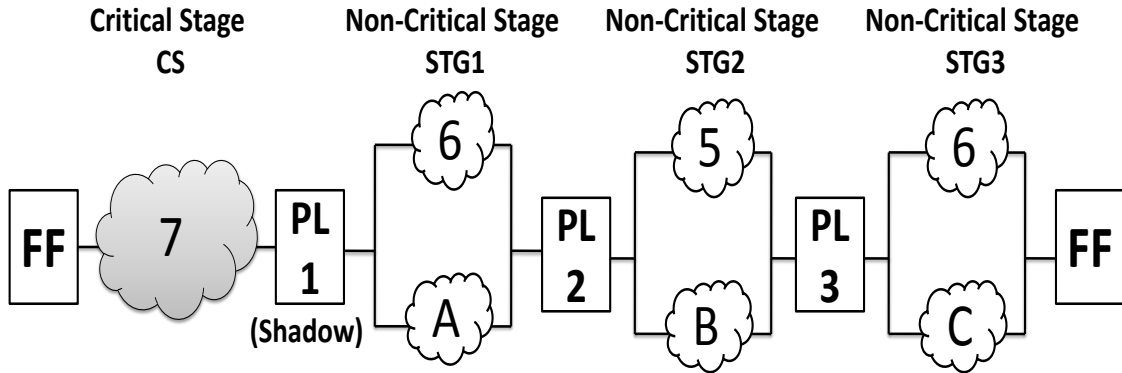 Critical Stage
CS
Non-Critical Stage
STG1
Non-Critical Stage
STG2
Non-Critical Stage
STG3
FF
7
PL
1
(Shadow)
6
A
PL
2
5
B
PL
3
6
C
FF